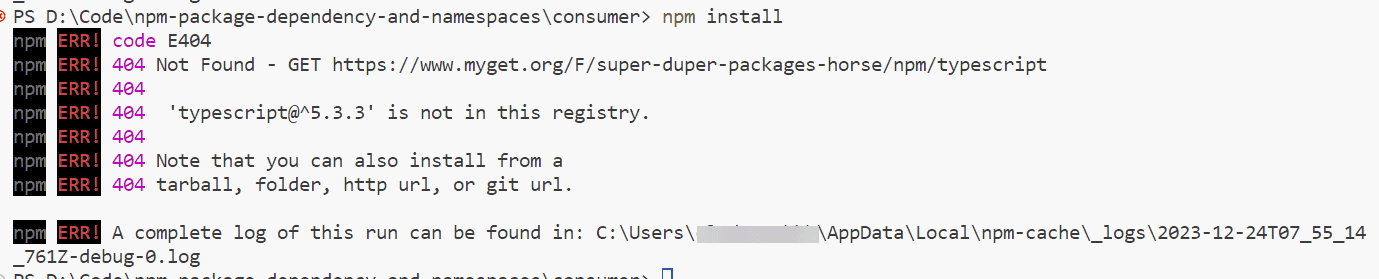 PS D:\Code\npm-package-dependency-and-namespaces\consumer> npm install
npm ERR! code E404
npm ERR! 404 Not Found - GET https://www.myget.org/F/super-duper-packages-horse/npm/typescript
npm ERR! 404
npm ERR! 404  'typescript@^5.3.3' is not in this registry.
npm ERR! 404
npm ERR! 404 Note that you can also install from a
npm ERR! 404 tarball, folder, http url, or git url.
npm ERR! A complete log of this run can be found in: C:\Users\ \AppData\Local\npm-cache\_logs\2023-12-24T07_55_14
_761Z-debug-0.log
PS D:\Code\npm-package-dependency-and-namespaces\consumer>